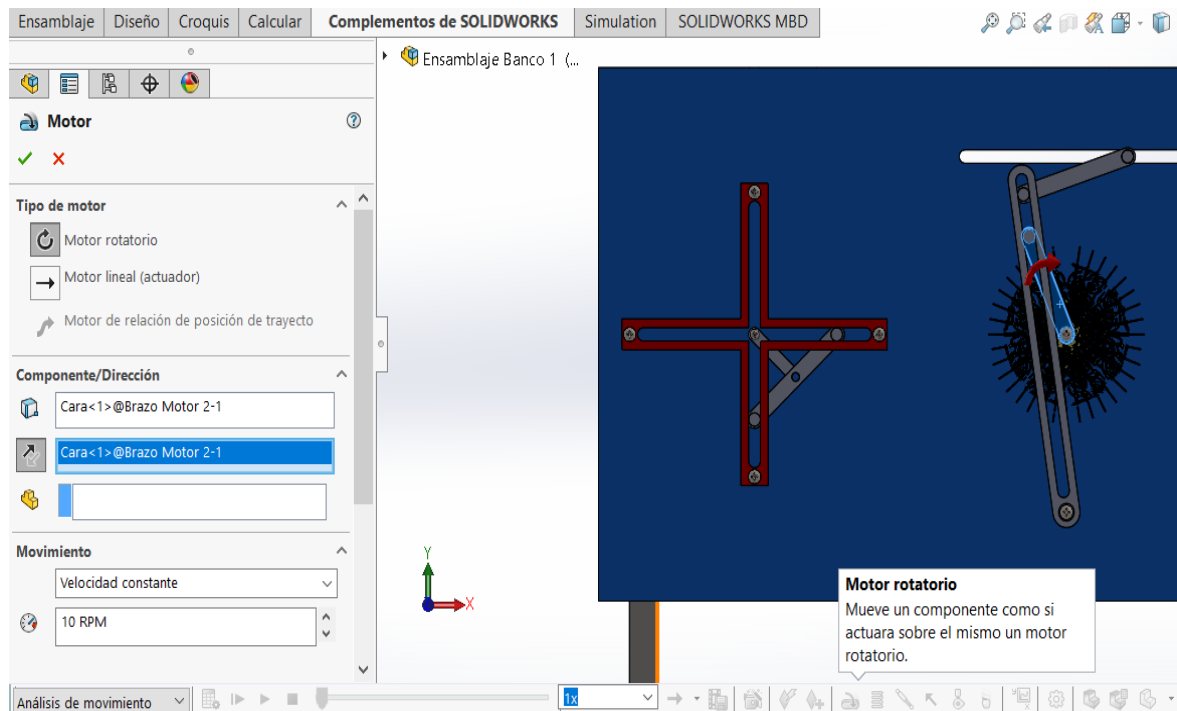 Ensamblaje Diseño Croquis Calcular Complementos de SOLIDWORKS Simulation SOLIDWORKS MBD
Ensamblaje Banco 1 (...
Motor
Tipo de motor
Motor rotatorio
Motor lineal (actuador)
Motor de relación de posición de trayecto
Componente/Dirección
Cara<1>@Brazo Motor 2-1
Cara<1>@Brazo Motor 2-1
Movimiento
Velocidad constante
10 RPM
Y
X
Motor rotatorio
Mueve un componente como si
actuara sobre el mismo un motor
rotatorio.
Análisis de movimiento 1x